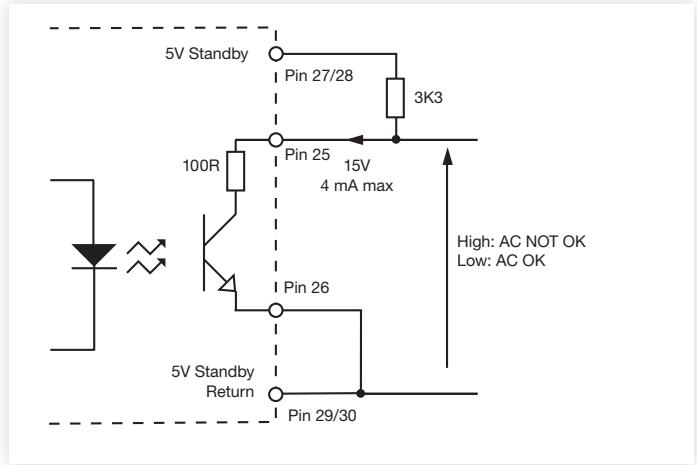 5V Standby
Pin 27/28
3K3
100R
Pin 25
15V
4 mA max
High: AC NOT OK
Low: AC OK
Pin 26
5V Standby
Return
Pin 29/30